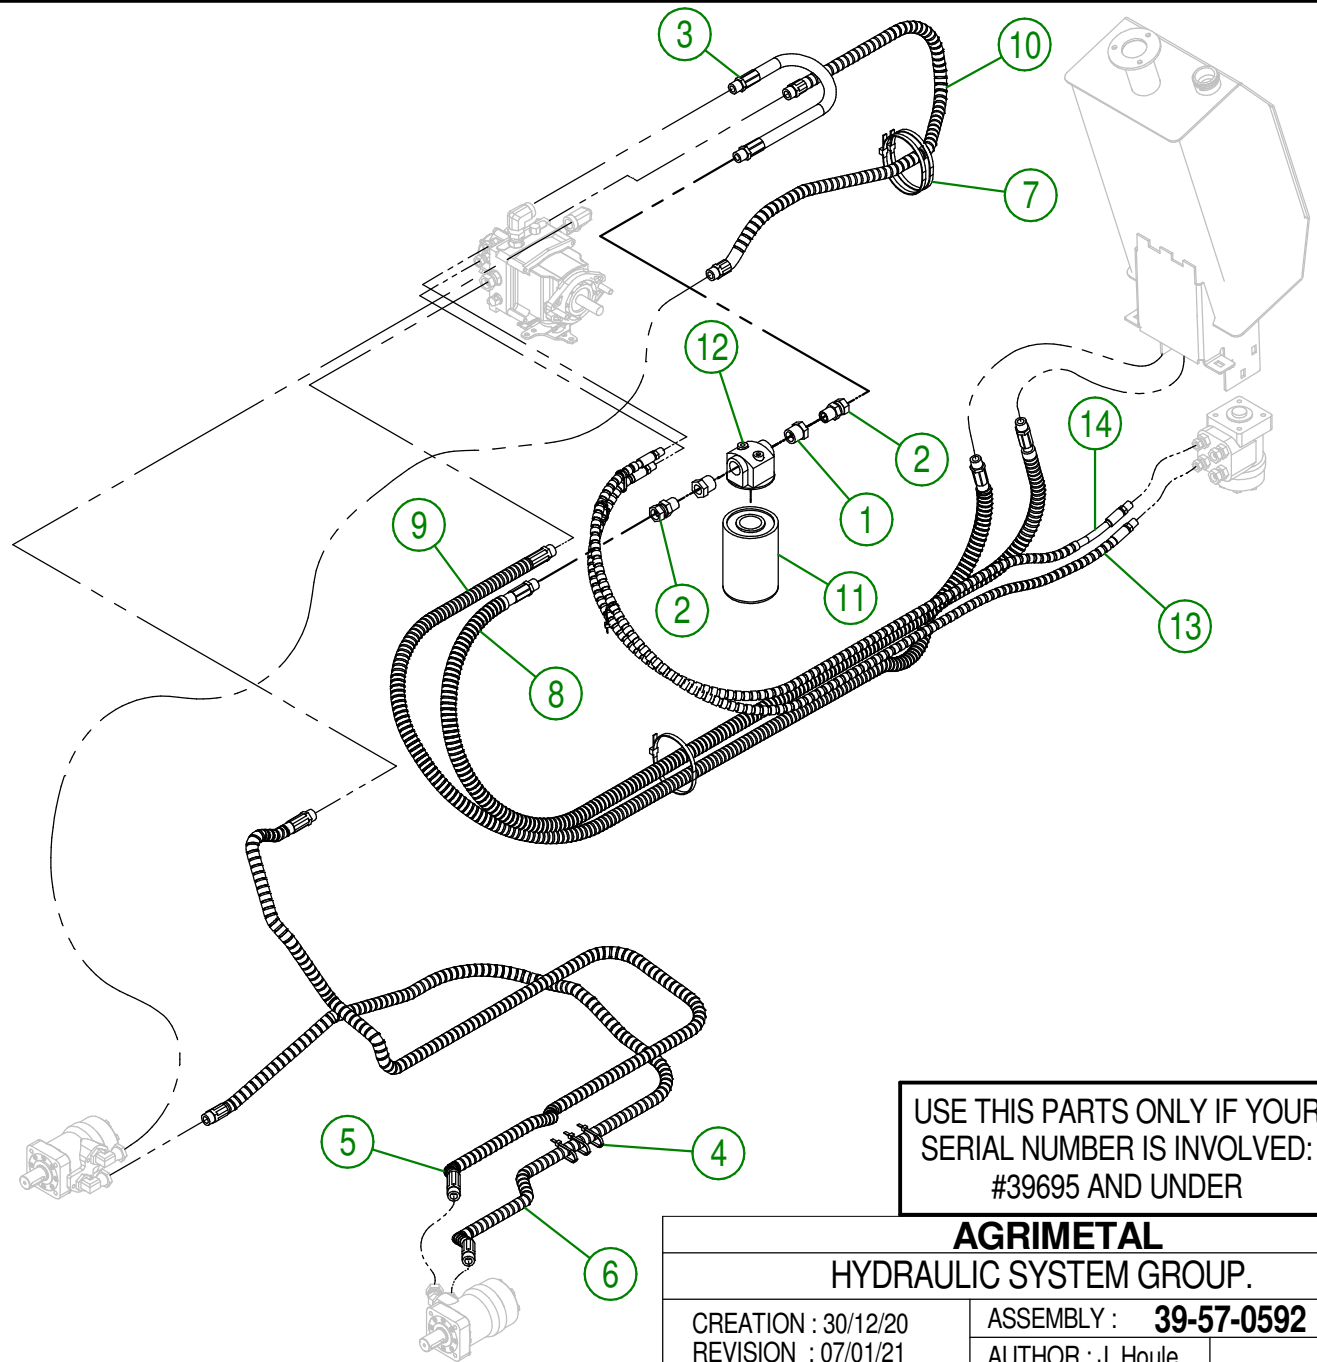 3
10
7
12
14
2
1
9
2
11
13
8
5
4
6
USE THIS PARTS ONLY IF YOUR
SERIAL NUMBER IS INVOLVED:
#39695 AND UNDER
AGRIMETAL
HYDRAULIC SYSTEM GROUP.
CREATION : 30/12/20
ASSEMBLY : 39-57-0592
REVISION : 07/01/21
AUTHOR : J. Houle